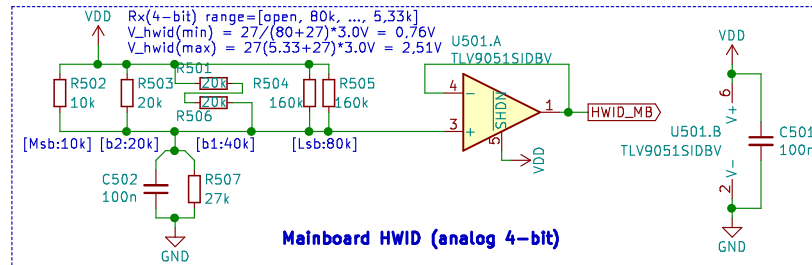 VDD
Rx(4-bit) range=[open, 80k, ..., 5,33k]
V_hwid(min) = 27/(80+27)*3.0V = 0,76V
V_hwid(max) = 27(5.33+27)*3.0V = 2,51V
R502
10k
R503
20k
R501
20k
20k
R506
R504
160k
R505
160k
[Msb:10k]
[b2:20k]
[b1:40k]
[Lsb:80k]
C502
100n
R507
27k
GND
U501.A
TLV9051SIDBV
4
3
1
5
SHDN
VDD
HWID_MB
Mainboard HWID (analog 4-bit)
VDD
6
V+
U501.B
TLV9051SIDBV
V-
2
C501
100n
GND